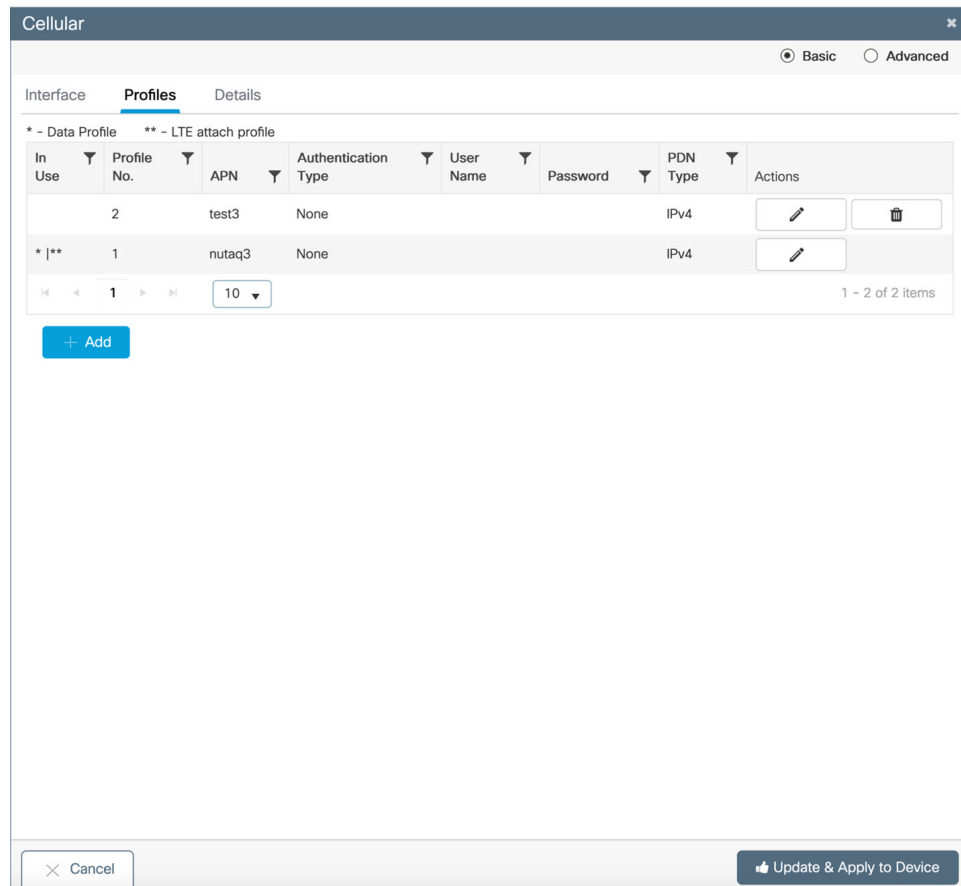 Cellular
Basic Advanced
Interface Profiles Details
* - Data Profile ** - LTE attach profile
In Use Profile No. APN Authentication Type User Name Password PDN Type Actions
2 test3 None IPv4
* |** 1 nutaq3 None IPv4
1 10 1 - 2 of 2 items
+ Add
Cancel Update & Apply to Device